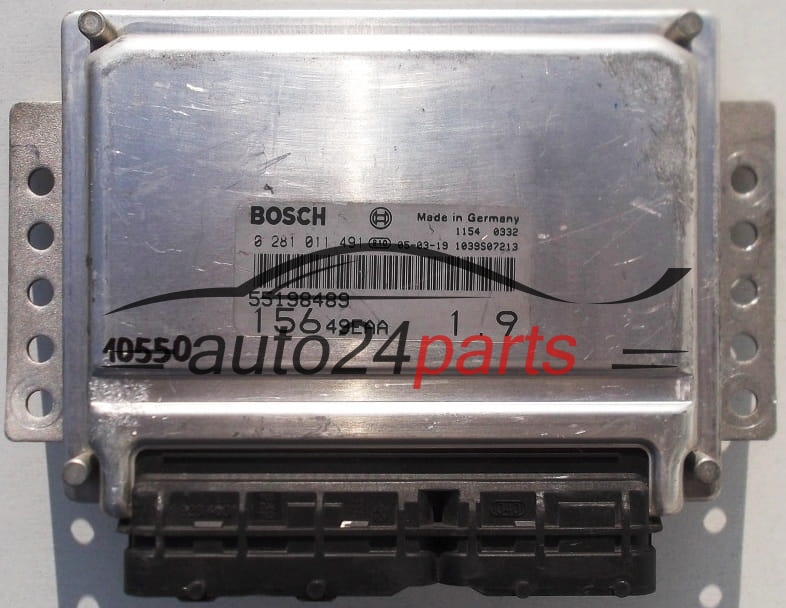 BOSCH Made in Germany
1154 0332
0 281 011 491 05-03-19 1039S07213
55198489
156 49EAA 1.9
10550
auto24parts